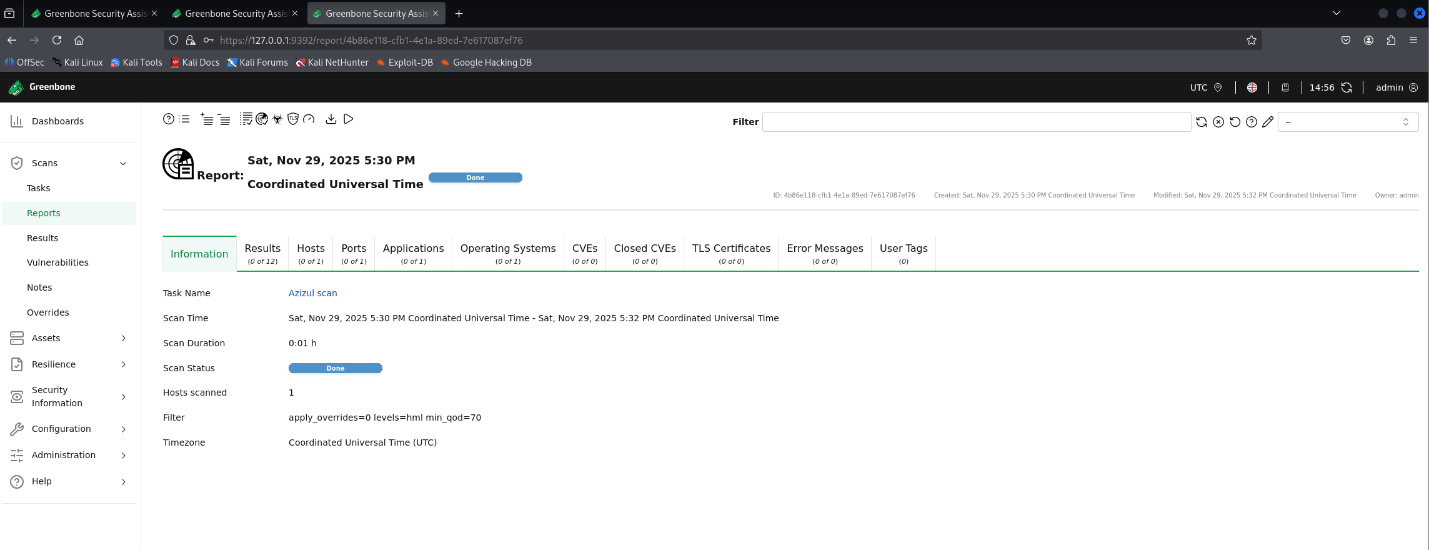 Greenbone Security Assis
Greenbone Security Assis
Greenbone Security Assis
https://127.0.0.1:9392/report/4b86e118-cfb1-4e1a-89ed-7e617087ef76
OffSec Kali Linux Kali Tools Kali Docs Kali Forums Kali NetHunter Exploit-DB Google Hacking DB
Greenbone
UTC 14:56 admin
Dashboards
Scans
Tasks
Reports
Results
Vulnerabilities
Notes
Overrides
Assets
Resilience
Security
Information
Configuration
Administration
Help
Filter
--
Report:
Sat, Nov 29, 2025 5:30 PM
Coordinated Universal Time
Done
ID: 4b86e118-cfb1-4e1a-89ed-7e617087ef76 Created: Sat, Nov 29, 2025 5:30 PM Coordinated Universal Time Modified: Sat, Nov 29, 2025 5:32 PM Coordinated Universal Time Owner: admin
Information
Results
(0 of 12)
Hosts
(0 of 1)
Ports
(0 of 1)
Applications
(0 of 1)
Operating Systems
(0 of 1)
CVEs
(0 of 0)
Closed CVEs
(0 of 0)
TLS Certificates
(0 of 0)
Error Messages
(0 of 0)
User Tags
(0)
Task Name Azizul scan
Scan Time Sat, Nov 29, 2025 5:30 PM Coordinated Universal Time - Sat, Nov 29, 2025 5:32 PM Coordinated Universal Time
Scan Duration 0:01 h
Scan Status Done
Hosts scanned 1
Filter apply_overrides=0 levels=hml min_qod=70
Timezone Coordinated Universal Time (UTC)